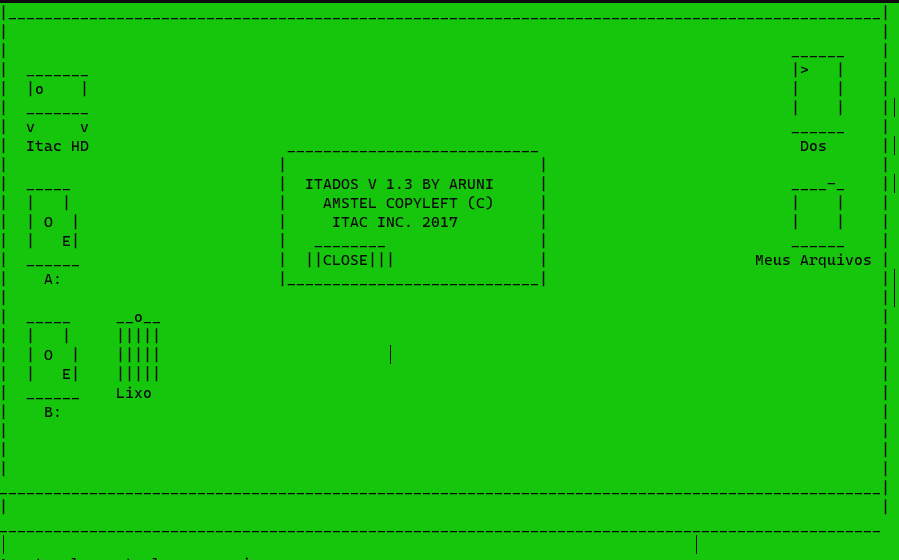 Itac HD
>
Dos
ITADOS V 1.3 BY ARUNI
AMSTEL COPYLEFT (C)
ITAC INC. 2017
CLOSE
O
E
A:
Meus Arquivos
O
E
B:
Lixo